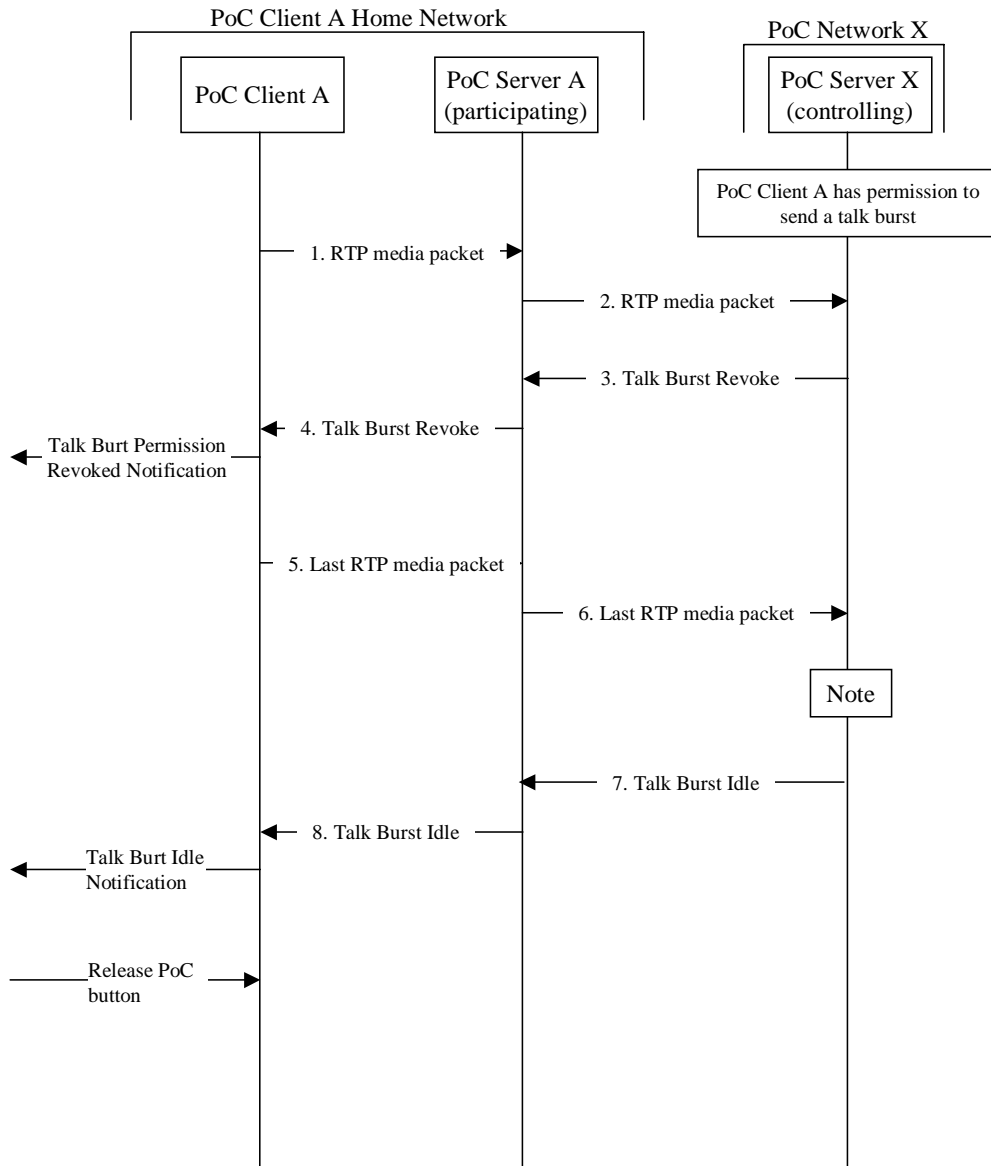 PoC Client A Home Network
PoC Network X
PoC Client A
PoC Server A
(participating)
PoC Server X
(controlling)
PoC Client A has permission to
send a talk burst
1. RTP media packet
2. RTP media packet
3. Talk Burst Revoke
4. Talk Burst Revoke
Talk Burt Permission
Revoked Notification
5. Last RTP media packet
6. Last RTP media packet
Note
7. Talk Burst Idle
8. Talk Burst Idle
Talk Burt Idle
Notification
Release PoC
button